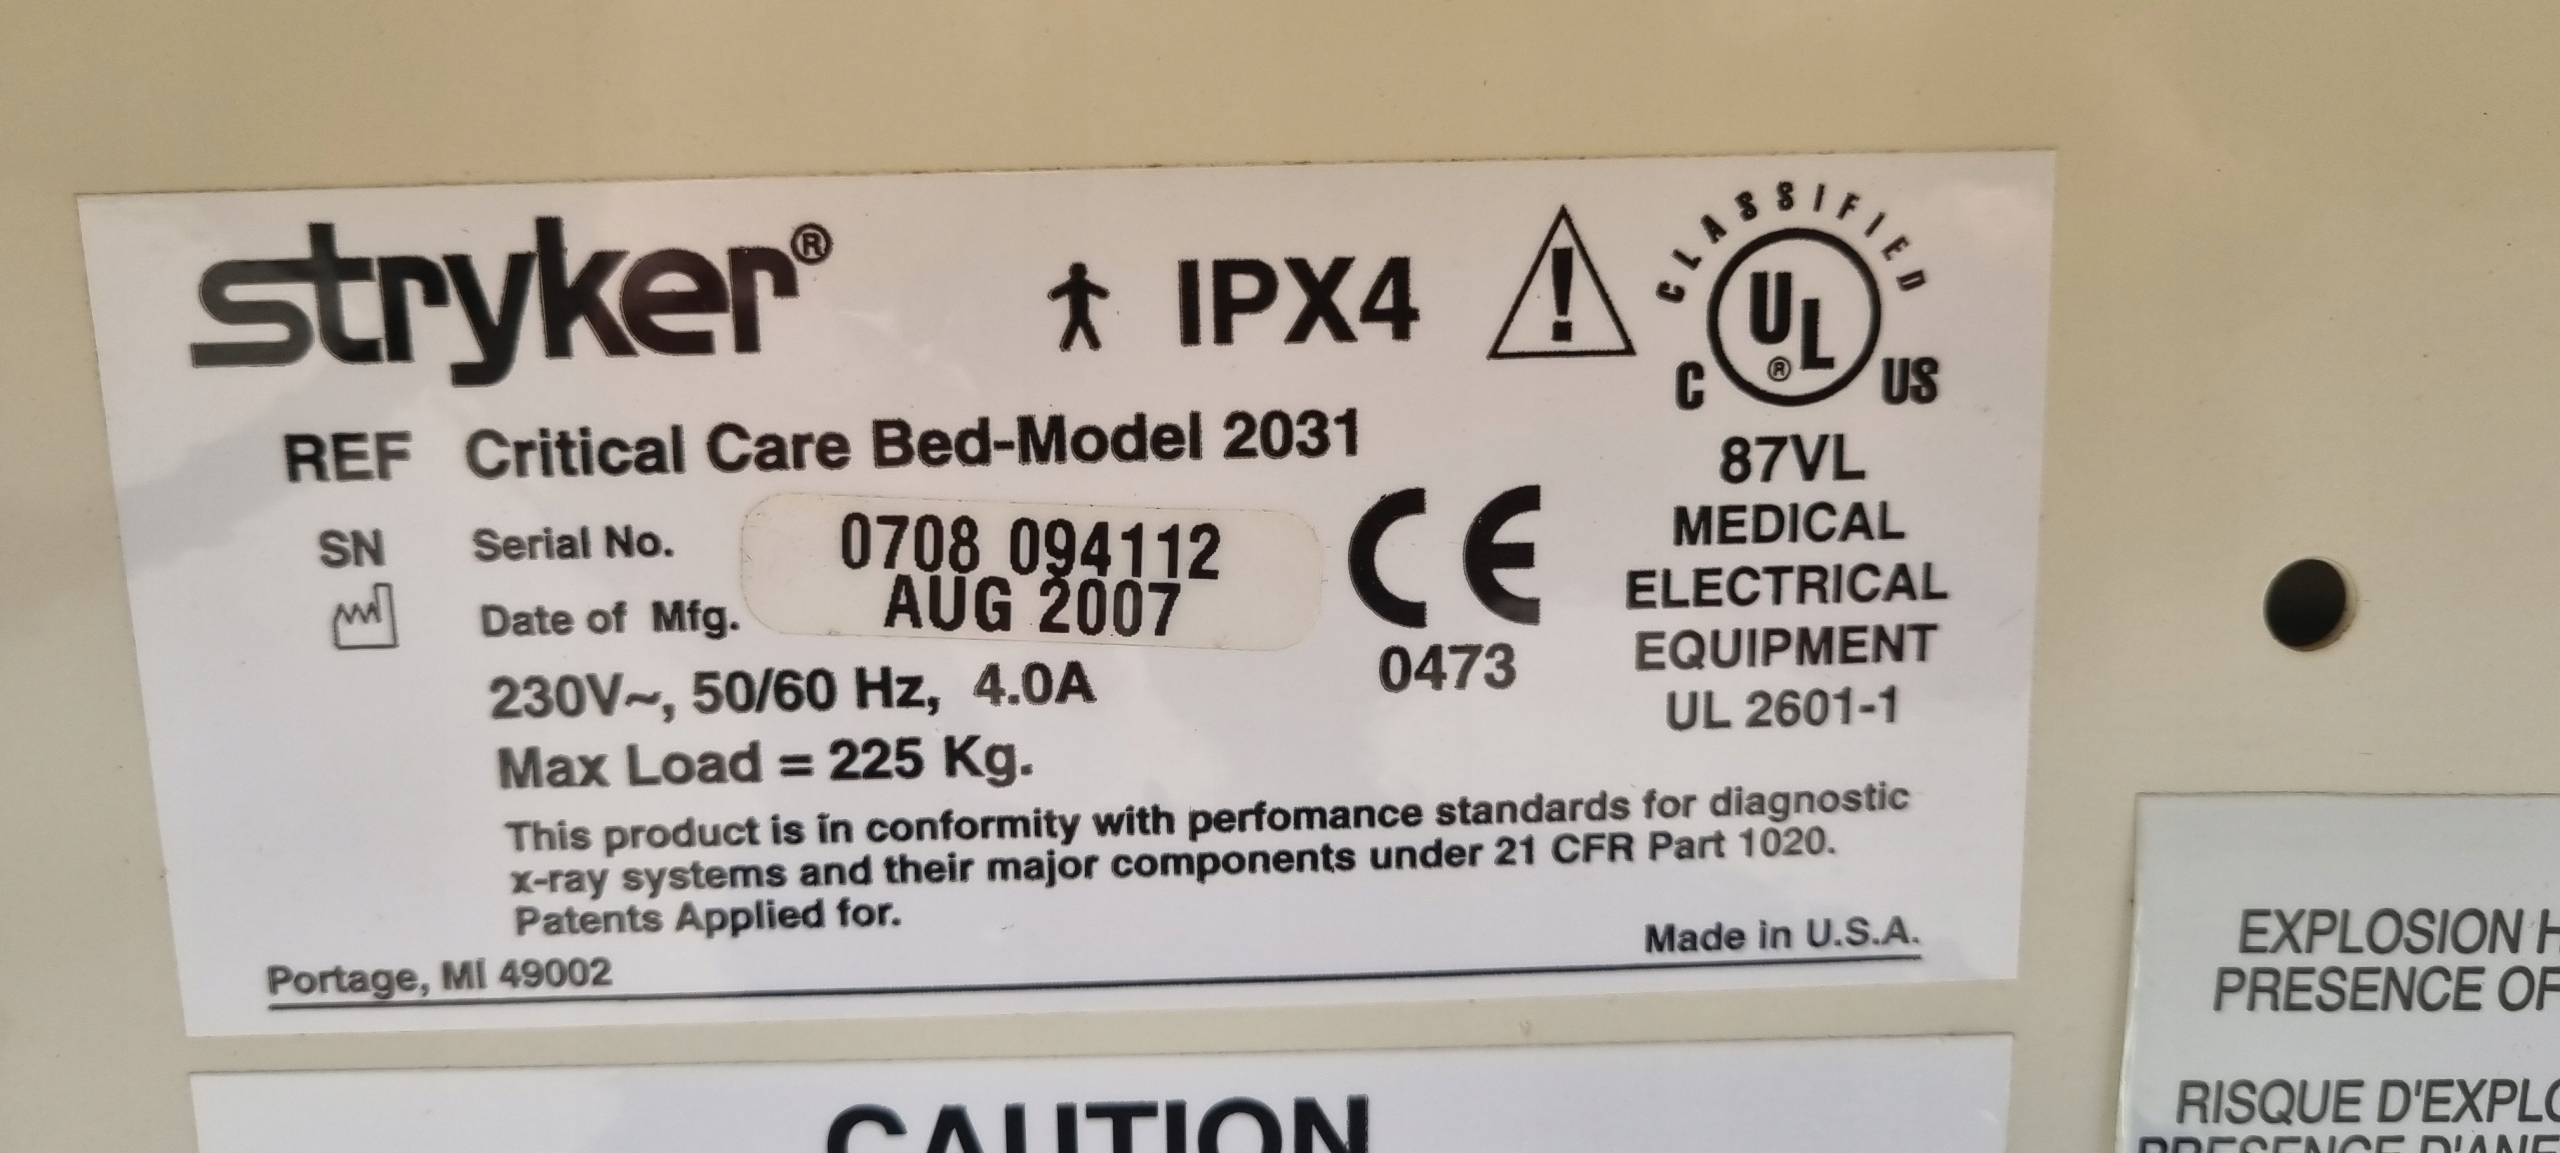 stryker®
IPX4
!
CLASSIFIED
C UL® US
REF Critical Care Bed-Model 2031
SN Serial No. 0708 094112
Date of Mfg. AUG 2007
230V~, 50/60 Hz, 4.0A
Max Load = 225 Kg.
CE
0473
87VL
MEDICAL
ELECTRICAL
EQUIPMENT
UL 2601-1
This product is in conformity with perfomance standards for diagnostic
x-ray systems and their major components under 21 CFR Part 1020.
Patents Applied for.
Made in U.S.A.
Portage, MI 49002
CAUTION
EXPLOSION
PRESENCE OF
RISQUE